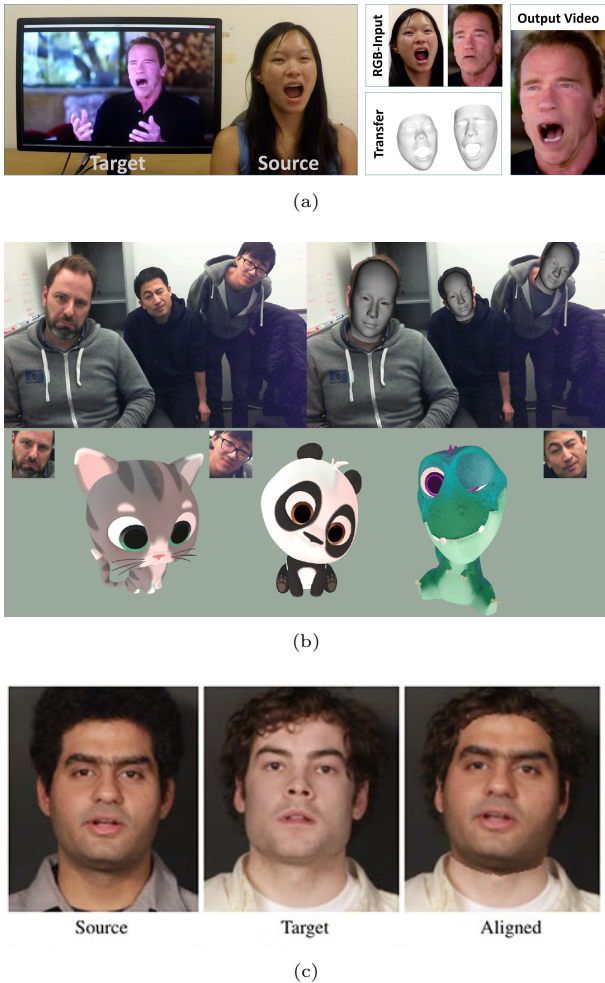 RGB-Input
Output Video
Transfer
Target
Source
(a)
(b)
Source
Target
Aligned
(c)